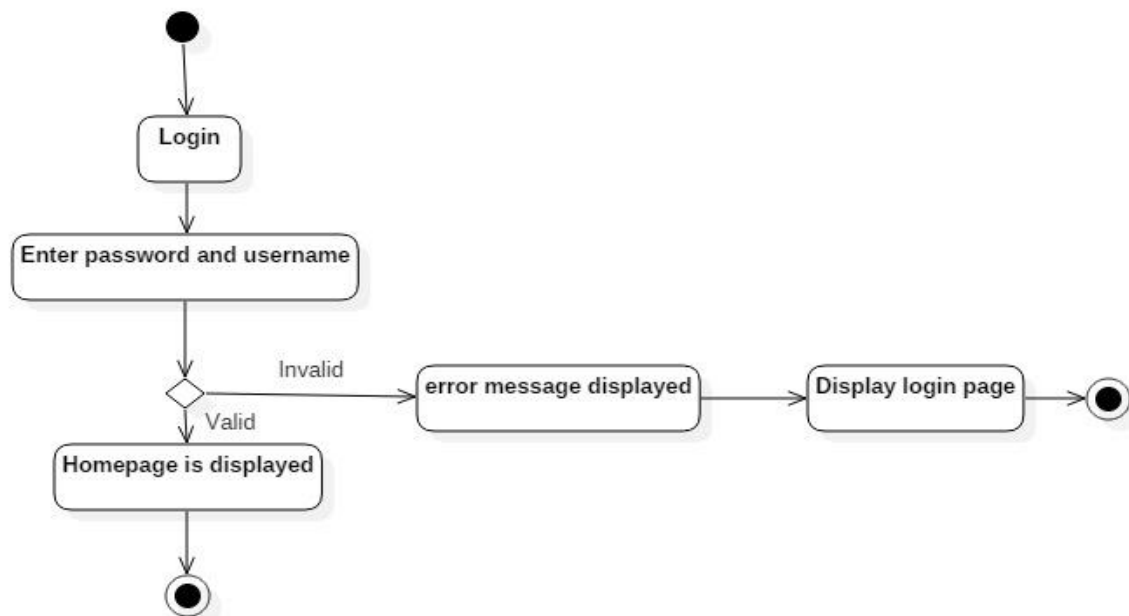 Login
Enter password and username
Invalid
error message displayed
Display login page
Valid
Homepage is displayed